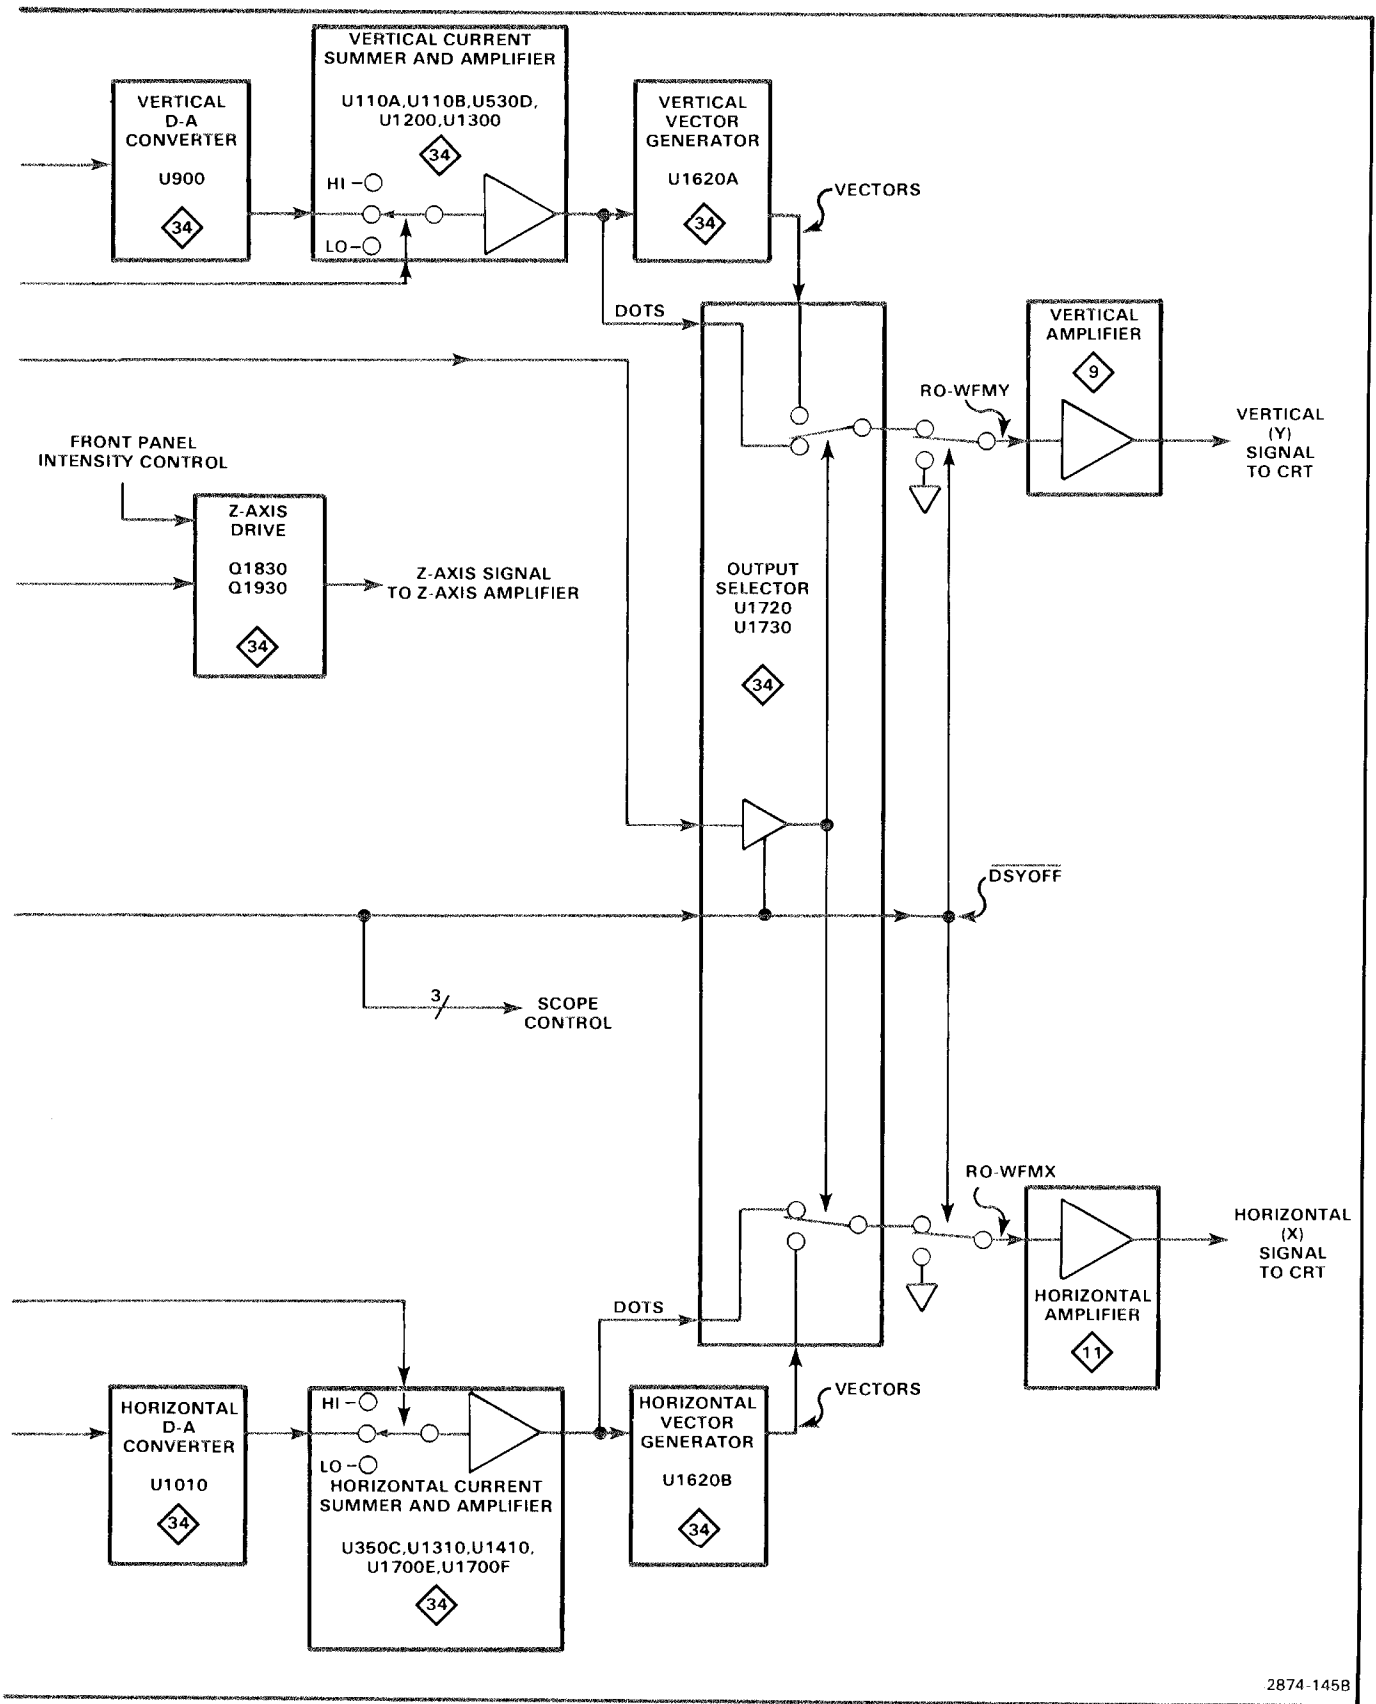 VERTICAL CURRENT
SUMMER AND AMPLIFIER
U110A,U110B,U530D,
U1200,U1300
34
HI
LO
VERTICAL
D-A
CONVERTER
U900
34
VERTICAL
VECTOR
GENERATOR
U1620A
34
VECTORS
DOTS
VERTICAL
AMPLIFIER
9
RO-WFMY
VERTICAL
(Y)
SIGNAL
TO CRT
FRONT PANEL
INTENSITY CONTROL
Z-AXIS
DRIVE
Q1830
Q1930
34
Z-AXIS SIGNAL
TO Z-AXIS AMPLIFIER
OUTPUT
SELECTOR
U1720
U1730
34
DSYOFF
3
SCOPE
CONTROL
RO-WFMX
HORIZONTAL
(X)
SIGNAL
TO CRT
HORIZONTAL
AMPLIFIER
11
DOTS
VECTORS
HORIZONTAL
D-A
CONVERTER
U1010
34
HI
LO
HORIZONTAL CURRENT
SUMMER AND AMPLIFIER
U350C,U1310,U1410,
U1700E,U1700F
34
HORIZONTAL
VECTOR
GENERATOR
U1620B
34
2874-145B